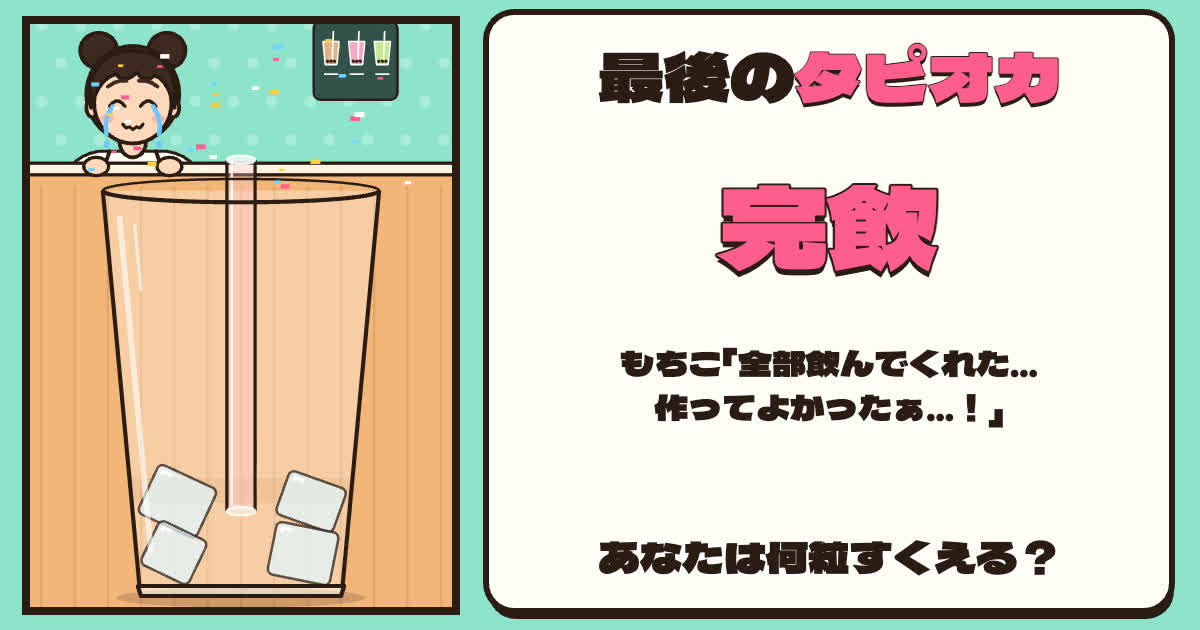 最後のタピオカ
完飲
もちこ「全部飲んでくれた…
作ってよかったぁ…！」
あなたは何粒すくえる？